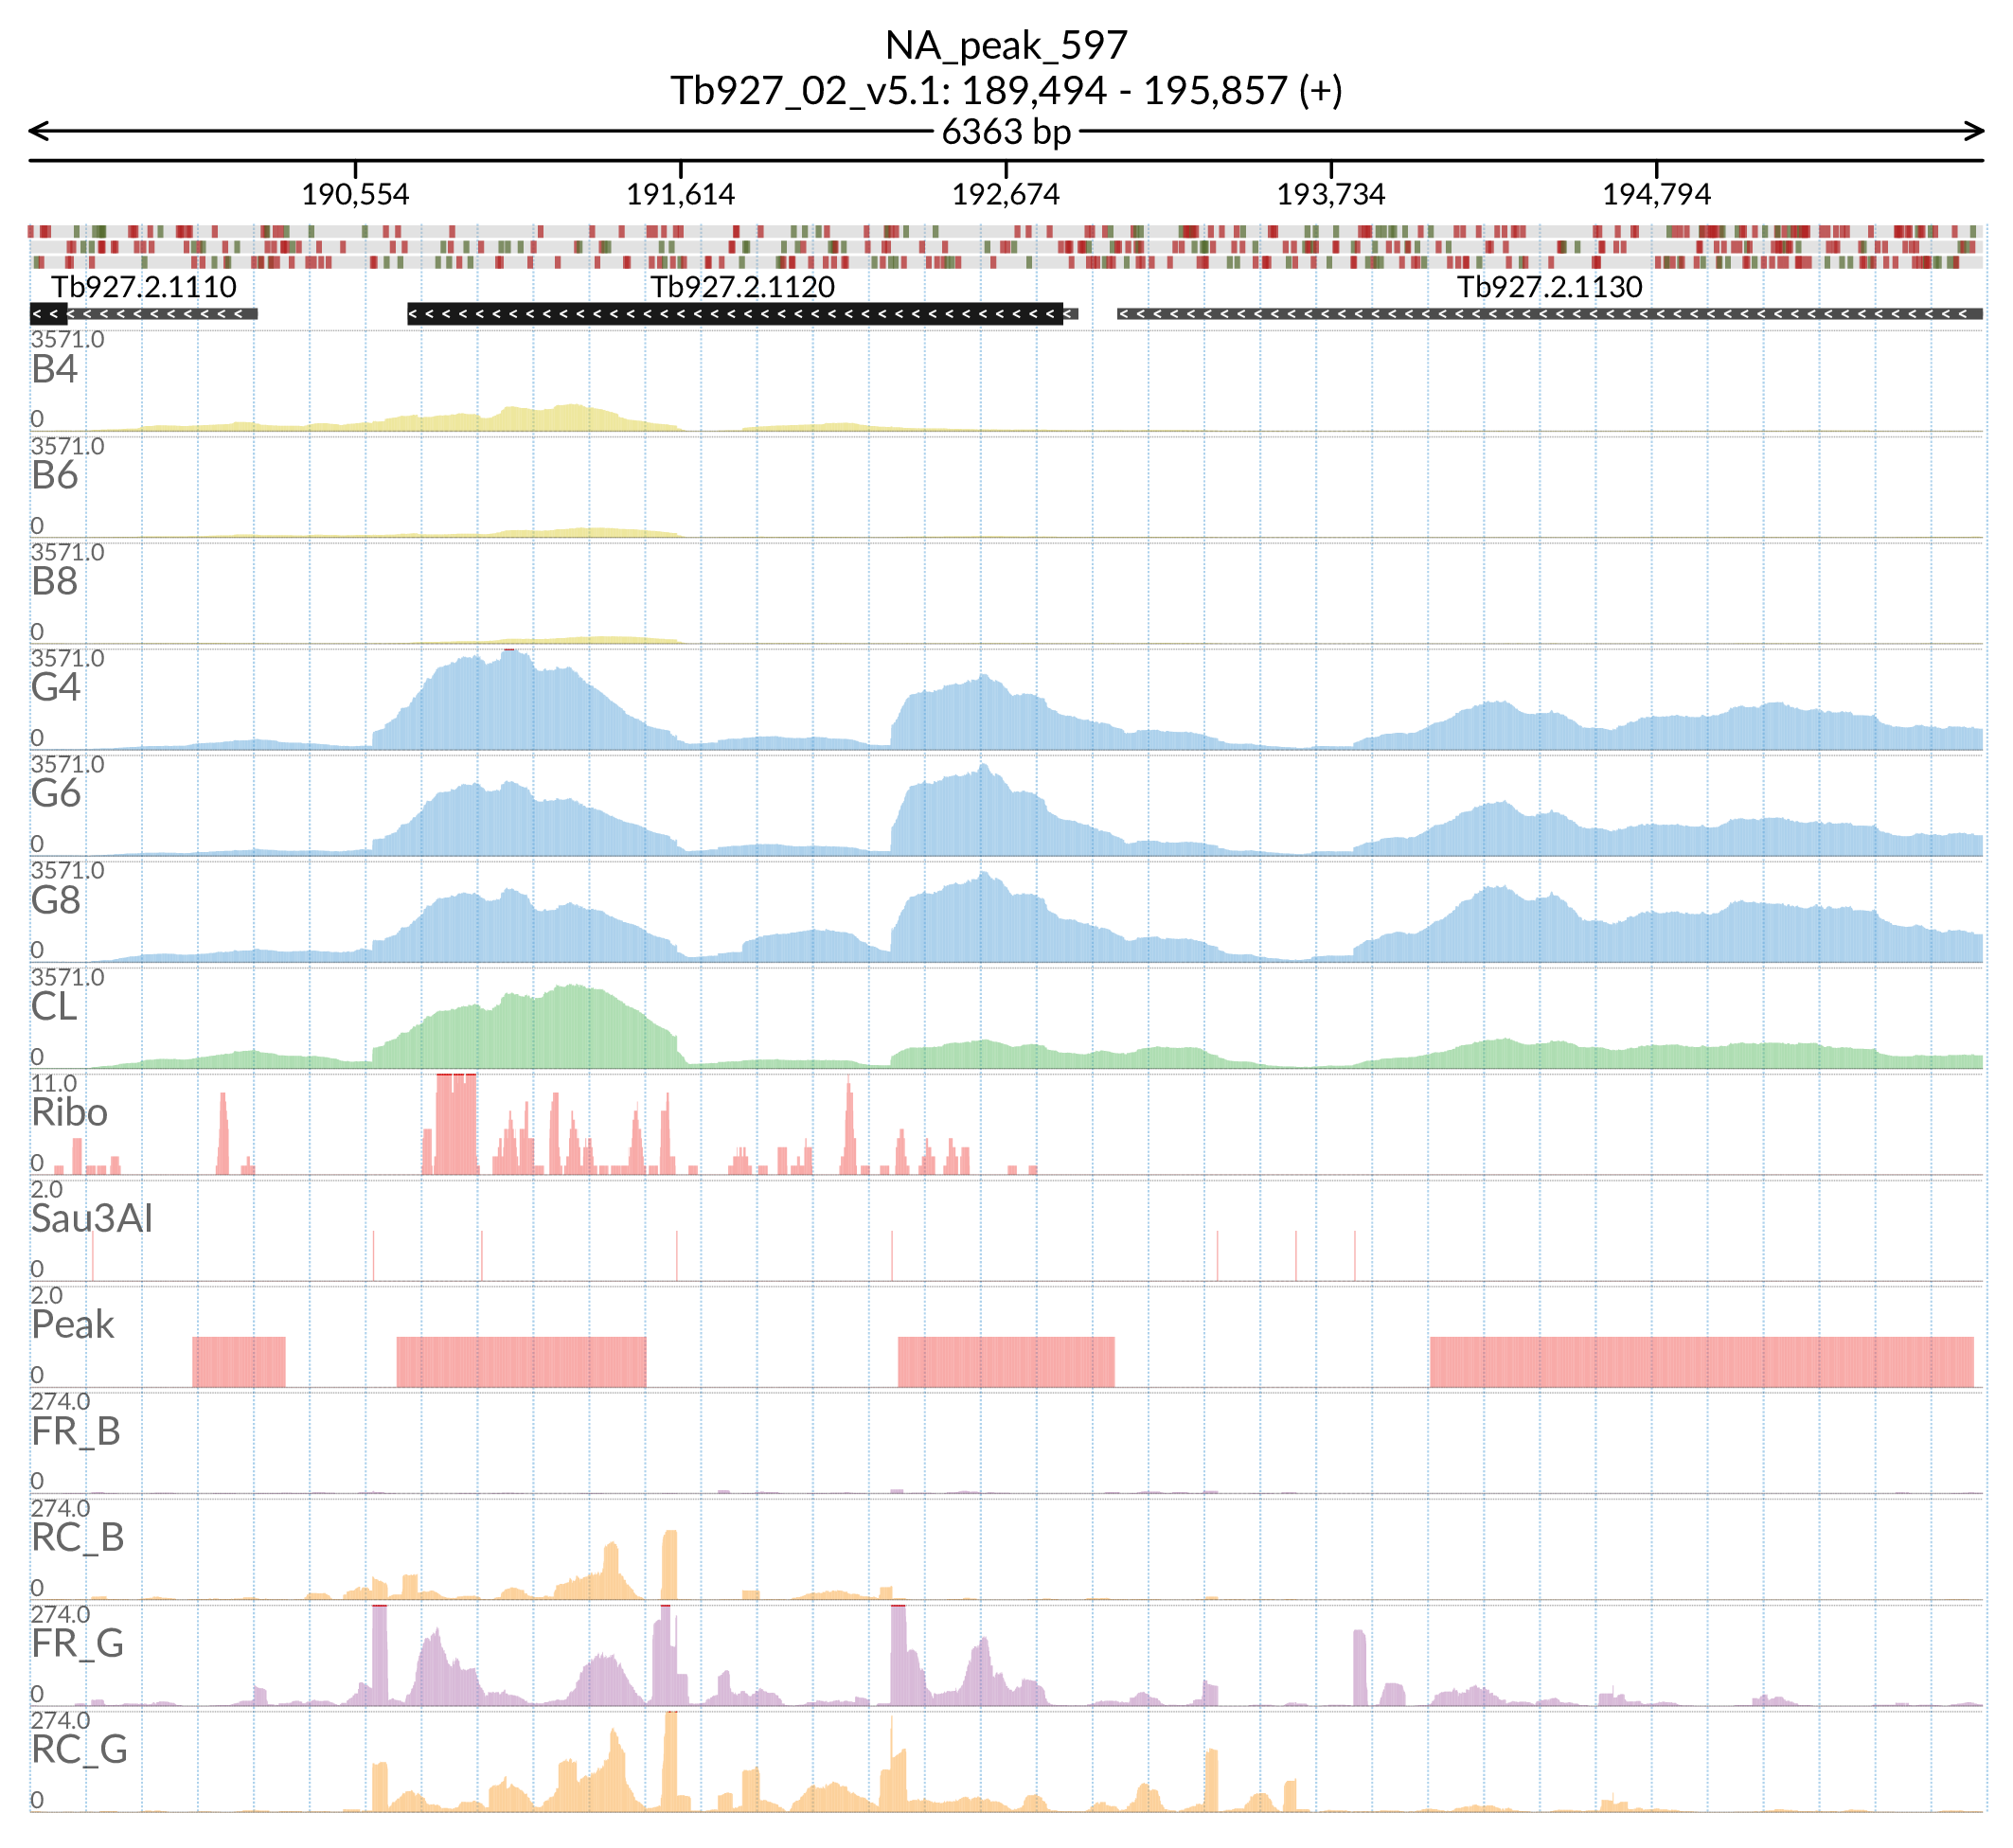 NA_peak_597
Tb927_02_v5.1: 189,494 - 195,857 (+)
6363 bp
190,554 191,614 192,674 193,734 194,794
Tb927.2.1110 Tb927.2.1120 Tb927.2.1130
3571.0
B4
0
3571.0
B6
0
3571.0
B8
0
3571.0
G4
0
3571.0
G6
0
3571.0
G8
0
3571.0
CL
0
11.0
Ribo
0
2.0
Sau3AI
0
2.0
Peak
0
274.0
FR_B
0
274.0
RC_B
0
274.0
FR_G
0
274.0
RC_G
0